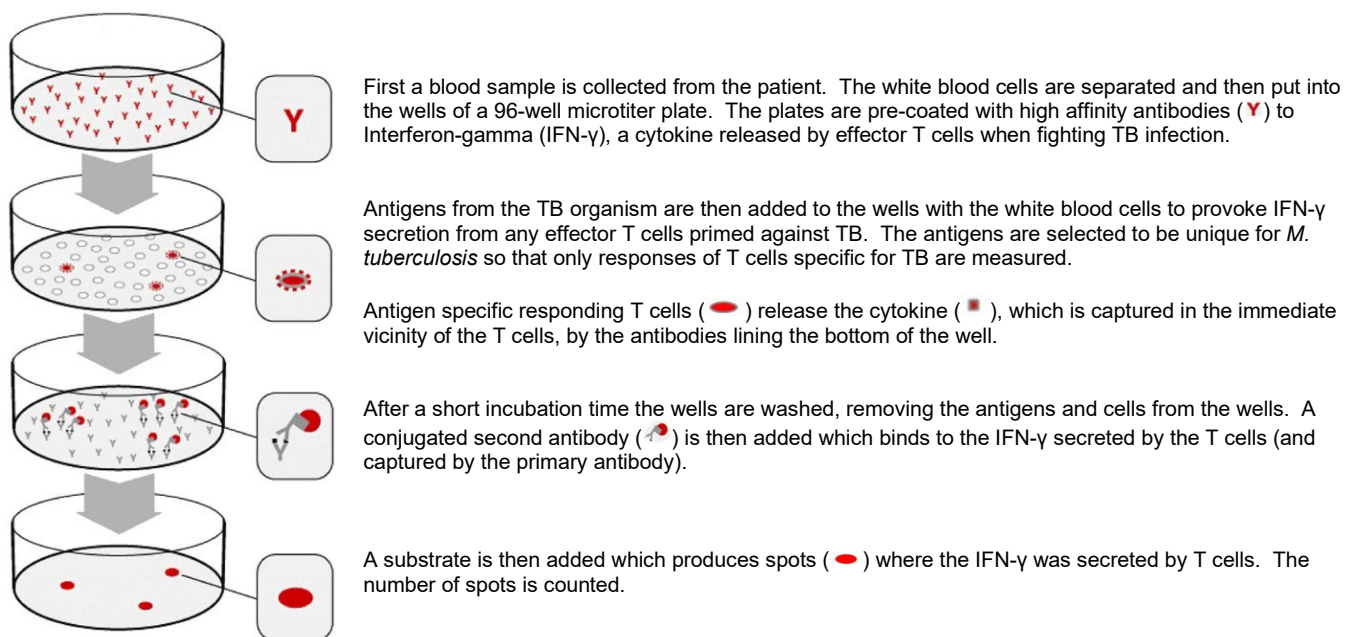 First a blood sample is collected from the patient.  The white blood cells are separated and then put into
the wells of a 96-well microtiter plate.  The plates are pre-coated with high affinity antibodies ( Y ) to
Interferon-gamma (IFN-γ), a cytokine released by effector T cells when fighting TB infection.
Antigens from the TB organism are then added to the wells with the white blood cells to provoke IFN-γ
secretion from any effector T cells primed against TB.  The antigens are selected to be unique for M.
tuberculosis so that only responses of T cells specific for TB are measured.
Antigen specific responding T cells (  ) release the cytokine (  ), which is captured in the immediate
vicinity of the T cells, by the antibodies lining the bottom of the well.
After a short incubation time the wells are washed, removing the antigens and cells from the wells.  A
conjugated second antibody (  ) is then added which binds to the IFN-γ secreted by the T cells (and
captured by the primary antibody).
A substrate is then added which produces spots (  ) where the IFN-γ was secreted by T cells.  The
number of spots is counted.